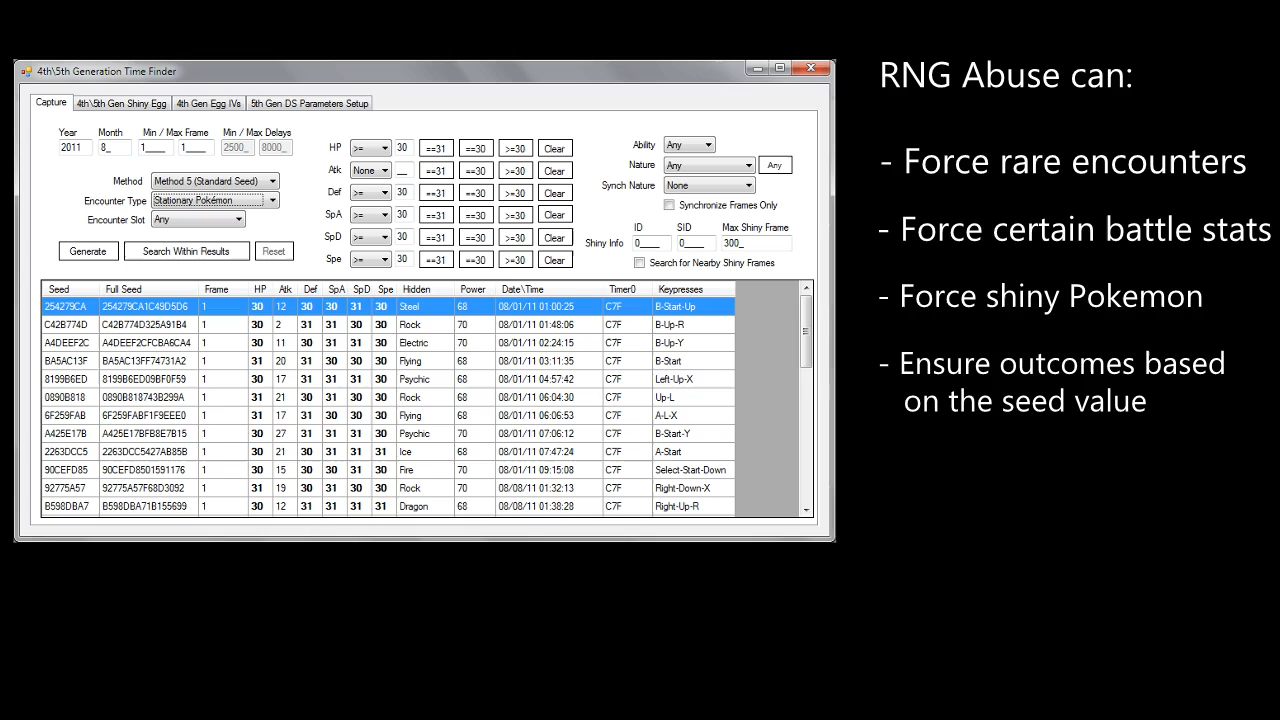 4th\5th Generation Time Finder
RNG Abuse can:
- Force rare encounters
- Force certain battle stats
- Force shiny Pokemon
- Ensure outcomes based
on the seed value
Capture 4th\5th Gen Shiny Egg 4th Gen Egg IVs 5th Gen DS Parameters Setup
Year Month Min / Max Frame Min / Max Delays
2011 8_ 1____ 1____ 2500_ 8000_
Method Method 5 (Standard Seed)
Encounter Type Stationary Pokémon
Encounter Slot Any
Generate Search Within Results Reset
HP >= 30 ==31 ==30 >=30 Clear
Atk None __ ==31 ==30 >=30 Clear
Def >= 30 ==31 ==30 >=30 Clear
SpA >= 30 ==31 ==30 >=30 Clear
SpD >= 30 ==31 ==30 >=30 Clear
Spe >= 30 ==31 ==30 >=30 Clear
Ability Any
Nature Any Any
Synch Nature None
Synchronize Frames Only
ID SID Max Shiny Frame
Shiny Info 0____ 0____ 300_
Search for Nearby Shiny Frames
Seed Full Seed Frame HP Atk Def SpA SpD Spe Hidden Power Date\Time Timer0 Keypresses
254279CA 254279CA1C49D5D6 1 30 12 30 30 31 30 Steel 68 08/01/11 01:00:25 C7F B-Start-Up
C42B774D C42B774D325A91B4 1 30 2 31 31 30 30 Rock 70 08/01/11 01:48:06 C7F B-Up-R
A4DEEF2C A4DEEF2CFCBA6CA4 1 30 11 30 31 30 31 Electric 70 08/01/11 02:24:15 C7F B-Up-Y
BA5AC13F BA5AC13FF74731A2 1 31 20 31 30 30 30 Flying 68 08/01/11 03:11:35 C7F B-Start
8199B6ED 8199B6ED09BF0F59 1 30 17 31 31 31 30 Psychic 68 08/01/11 04:57:42 C7F Left-Up-X
0890B818 0890B818743B299A 1 31 21 30 31 30 30 Rock 68 08/01/11 06:04:30 C7F Up-L
6F259FAB 6F259FABF1F9EEE0 1 31 17 31 30 30 30 Flying 68 08/01/11 06:06:53 C7F A-L-X
A425E17B A425E17BFB8E7B15 1 30 27 31 31 31 30 Psychic 70 08/01/11 07:06:12 C7F B-Start-Y
2263DCC5 2263DCC5427AB85B 1 30 21 30 30 31 31 Ice 68 08/01/11 07:47:24 C7F A-Start
90CEFD85 90CEFD8501591176 1 30 15 30 30 31 30 Fire 70 08/01/11 09:15:08 C7F Select-Start-Down
92775A57 92775A57F68D3092 1 31 19 30 31 30 30 Rock 70 08/08/11 01:32:13 C7F Right-Down-X
B598DBA7 B598DBA71B155699 1 30 12 31 31 31 31 Dragon 68 08/08/11 01:38:28 C7F Right-Up-R